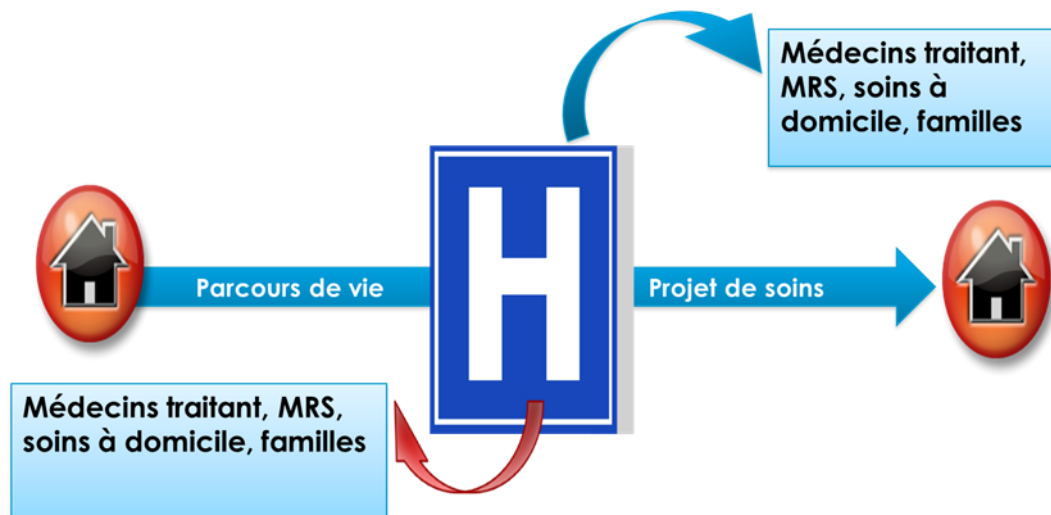 Médecins traitant,
MRS, soins à
domicile, familles
H
Parcours de vie
Projet de soins
Médecins traitant, MRS,
soins à domicile, familles